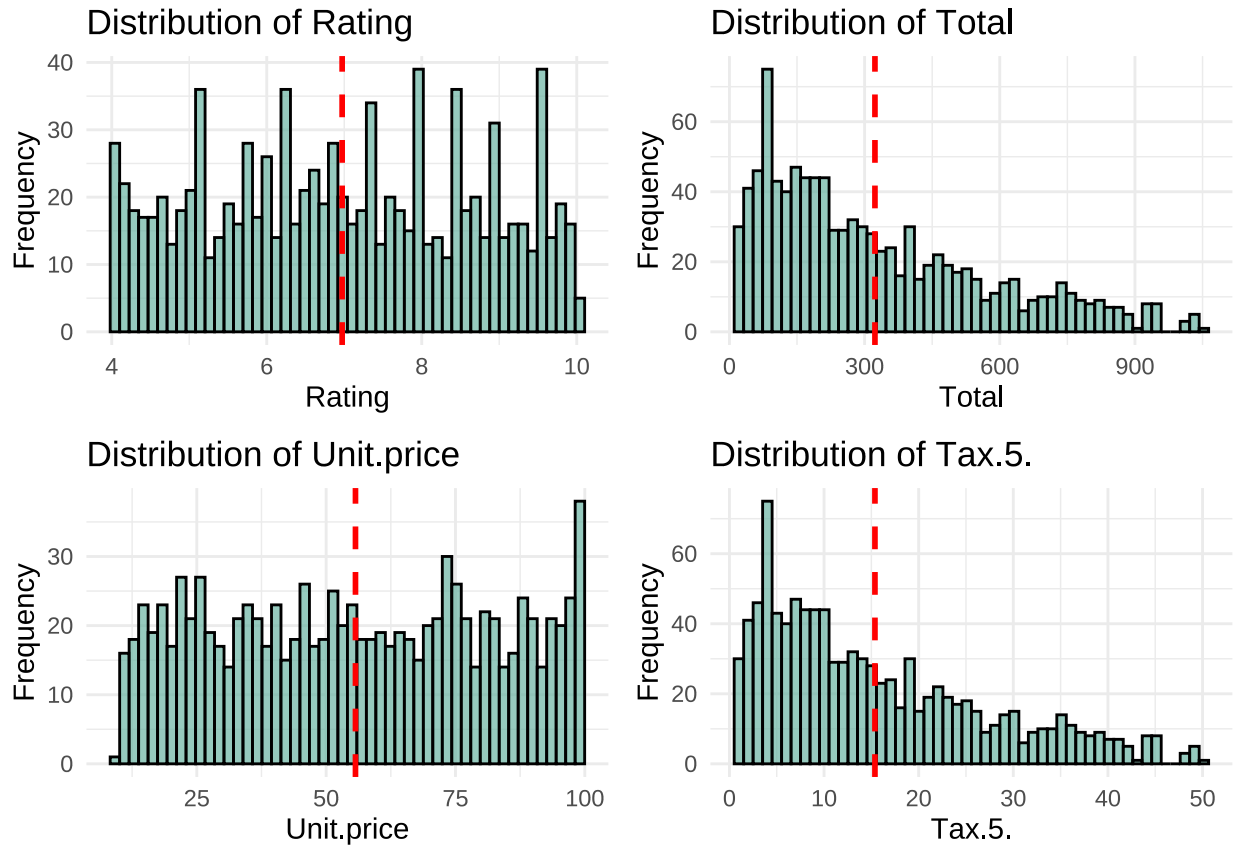 Distribution of Rating
Frequency
40
30
20
10
0
4 6 8 10
Rating
Distribution of Total
Frequency
60
40
20
0
0 300 600 900
Total
Distribution of Unit.price
Frequency
30
20
10
0
25 50 75 100
Unit.price
Distribution of Tax.5.
Frequency
60
40
20
0
0 10 20 30 40 50
Tax.5.